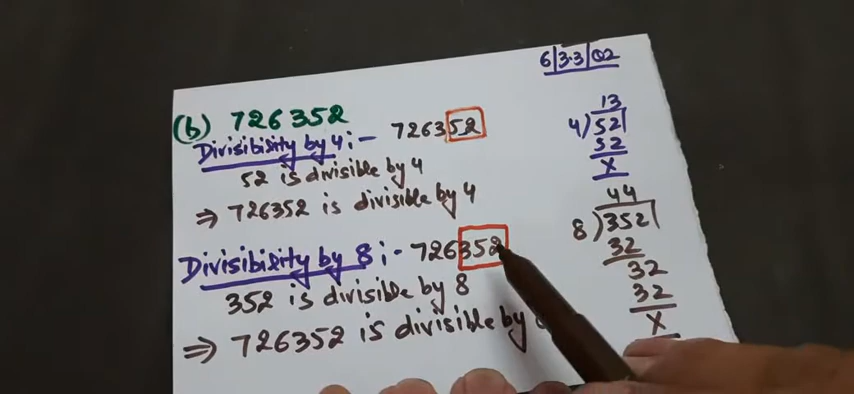 6|3.3|Q2
(b) 726352
Divisibility by 4:- 726352
52 is divisible by 4
⇒ 726352 is divisible by 4
Divisibility by 8:- 726352
352 is divisible by 8
⇒ 726352 is divisible by
13
4)52
32
x
44
8)352
32
32
32
x